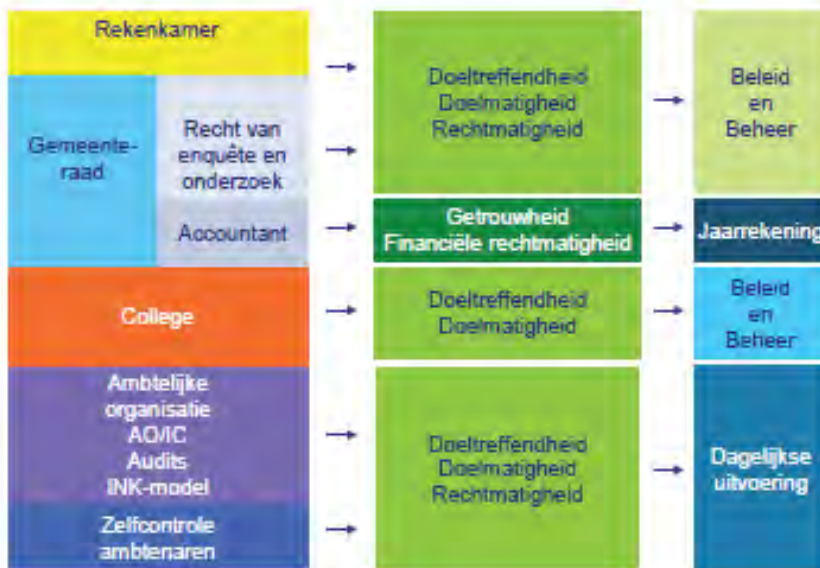 Rekenkamer
Gemeente-
raad
Recht van
enquête en
onderzoek
Accountant
College
Ambtelijke
organisatie
AO/IC
Audits
INK-model
Zelfcontrole
ambtenaren
Doeltreffendheid
Doelmatigheid
Rechtmatigheid
Getrouwheid
Financiële rechtmatigheid
Doeltreffendheid
Doelmatigheid
Doeltreffendheid
Doelmatigheid
Rechtmatigheid
Beleid
en
Beheer
Jaarrekening
Beleid
en
Beheer
Dagelijkse
uitvoering